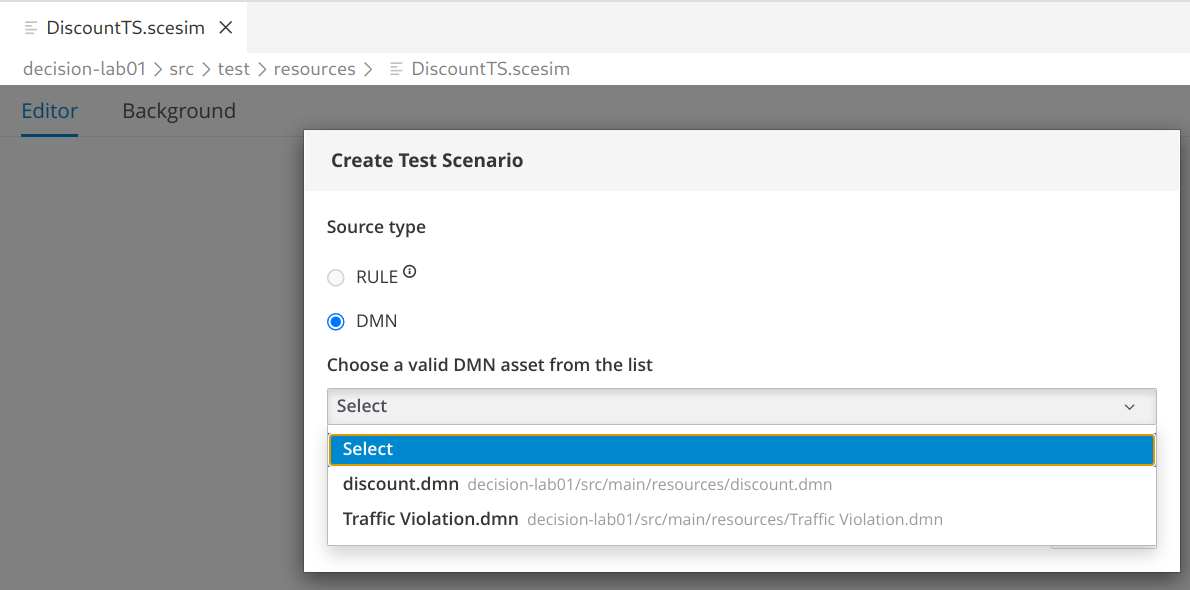 DiscountTS.scesim
decision-lab01 > src > test > resources > DiscountTS.scesim
Editor Background
Create Test Scenario
Source type
RULE
DMN
Choose a valid DMN asset from the list
Select
Select
discount.dmn decision-lab01/src/main/resources/discount.dmn
Traffic Violation.dmn decision-lab01/src/main/resources/Traffic Violation.dmn